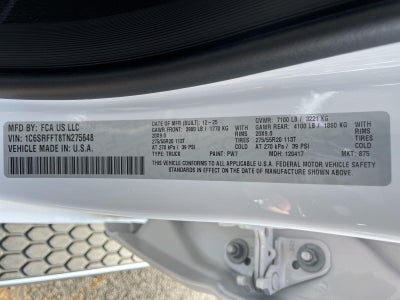 MFD BY: FCA US LLC
VIN: 1C6SRFFT8TN275648
VEHICLE MADE IN: U.S.A.
DATE OF MFR (BUILT): 12-25 GVWR: 7100 LB / 3221 KG
GAWR FRONT: 3900 LB / 1770 KG WITH GAWR REAR: 4100 LB / 1860 KG WITH
20X9.0 RIMS 20X9.0 RIMS
275/55R20 113T TIRES 275/55R20 113T TIRES
AT 270 kPa / 39 PSI AT 270 kPa / 39 PSI
TYPE: TRUCK PAINT: PW7 MDH: 120417 MKT: 875
THIS VEHICLE CONFORMS TO ALL APPLICABLE U.S.A. FEDERAL MOTOR VEHICLE SAFETY
STANDARDS IN EFFECT ON THE DATE OF MANUFACTURE SHOWN ABOVE